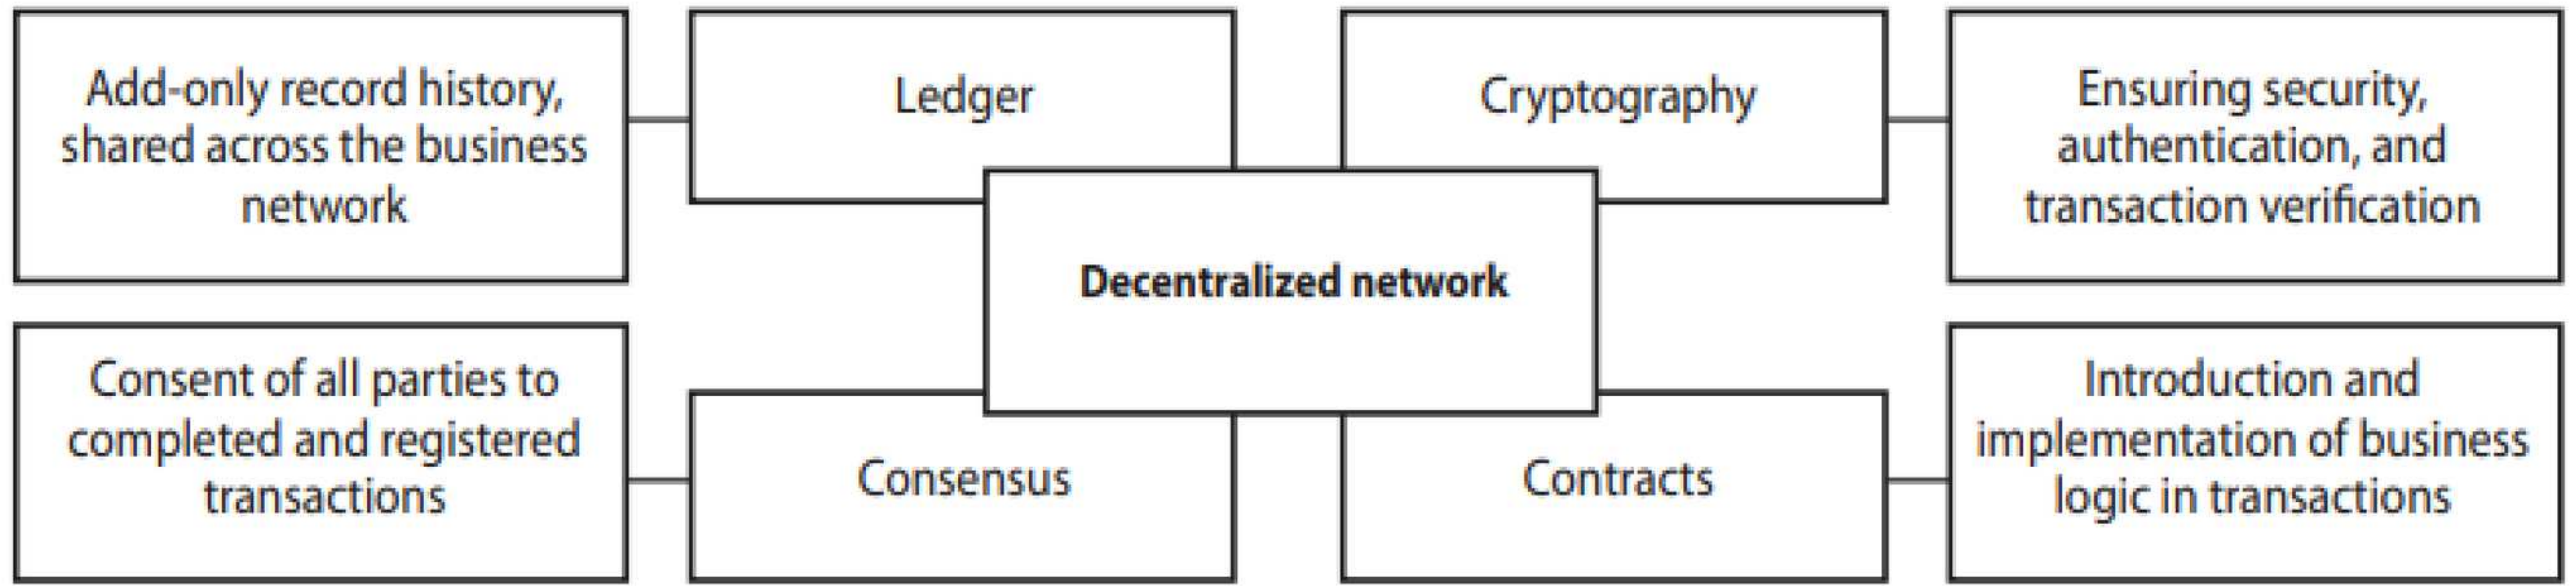 Add-only record history,
shared across the business
network
Ledger
Cryptography
Ensuring security,
authentication, and
transaction verification
Decentralized network
Consent of all parties to
completed and registered
transactions
Consensus
Contracts
Introduction and
implementation of business
logic in transactions